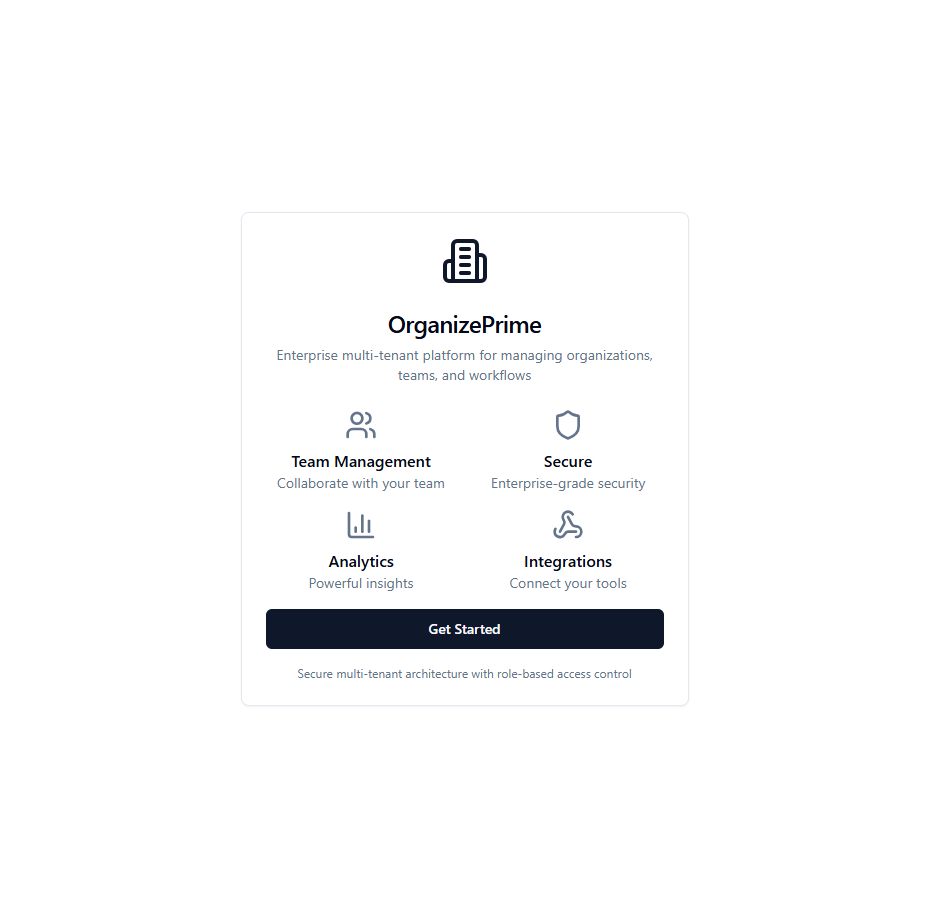 OrganizePrime
Enterprise multi-tenant platform for managing organizations,
teams, and workflows
Team Management
Collaborate with your team
Secure
Enterprise-grade security
Analytics
Powerful insights
Integrations
Connect your tools
Get Started
Secure multi-tenant architecture with role-based access control